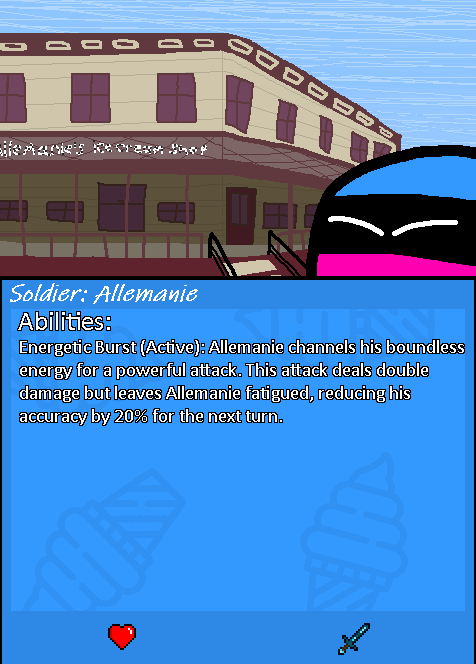 Soldier: Allemanie
Abilities:
Energetic Burst (Active): Allemanie channels his boundless
energy for a powerful attack. This attack deals double
damage but leaves Allemanie fatigued, reducing his
accuracy by 20% for the next turn.